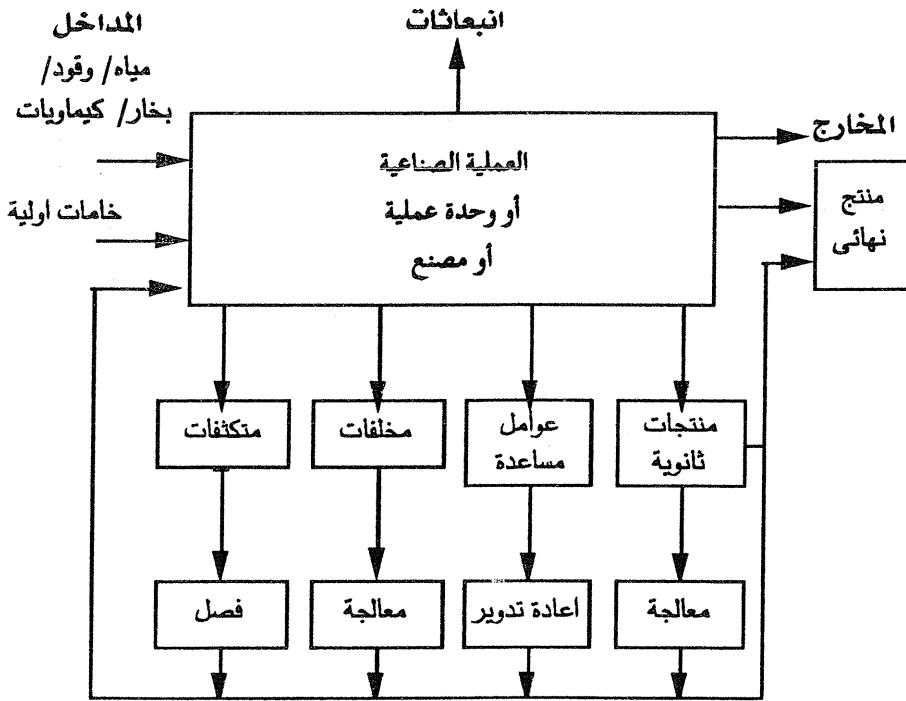 انبعاثات
المداخل
مياه/ وقود/
بخار/ كيماويات
خامات اولية
العملية الصناعية
أو وحدة عملية
أو مصنع
المخارج
منتج
نهائى
منتجات
ثانوية
عوامل
مساعدة
مخلفات
متكثفات
معالجة
اعادة تدوير
معالجة
فصل